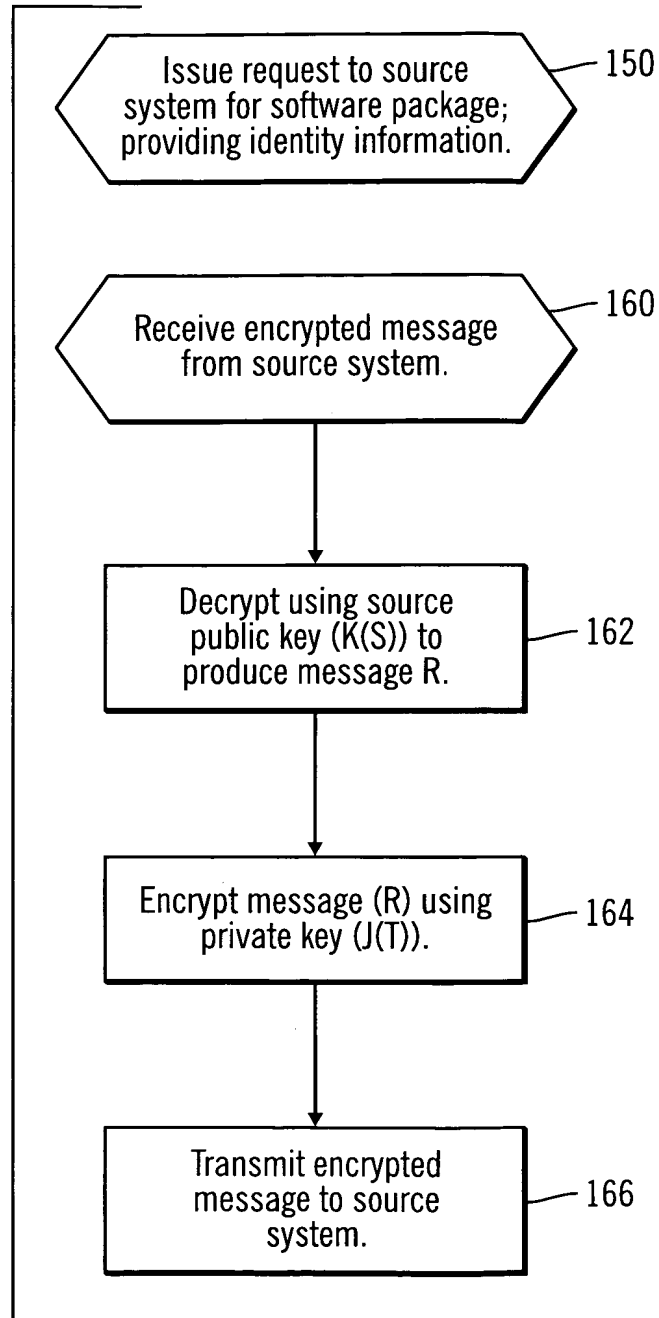 Issue request to source
system for software package;
providing identity information.
150
Receive encrypted message
from source system.
160
Decrypt using source
public key (K(S)) to
produce message R.
162
Encrypt message (R) using
private key (J(T)).
164
Transmit encrypted
message to source
system.
166